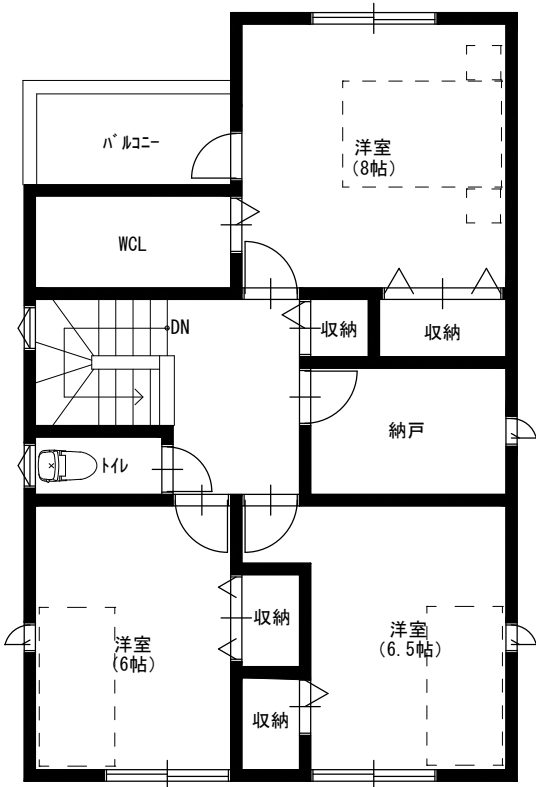 バルコニー
洋室
(8帖)
WCL
DN
収納
収納
納戸
トイレ
収納
洋室
(6帖)
洋室
(6.5帖)
収納